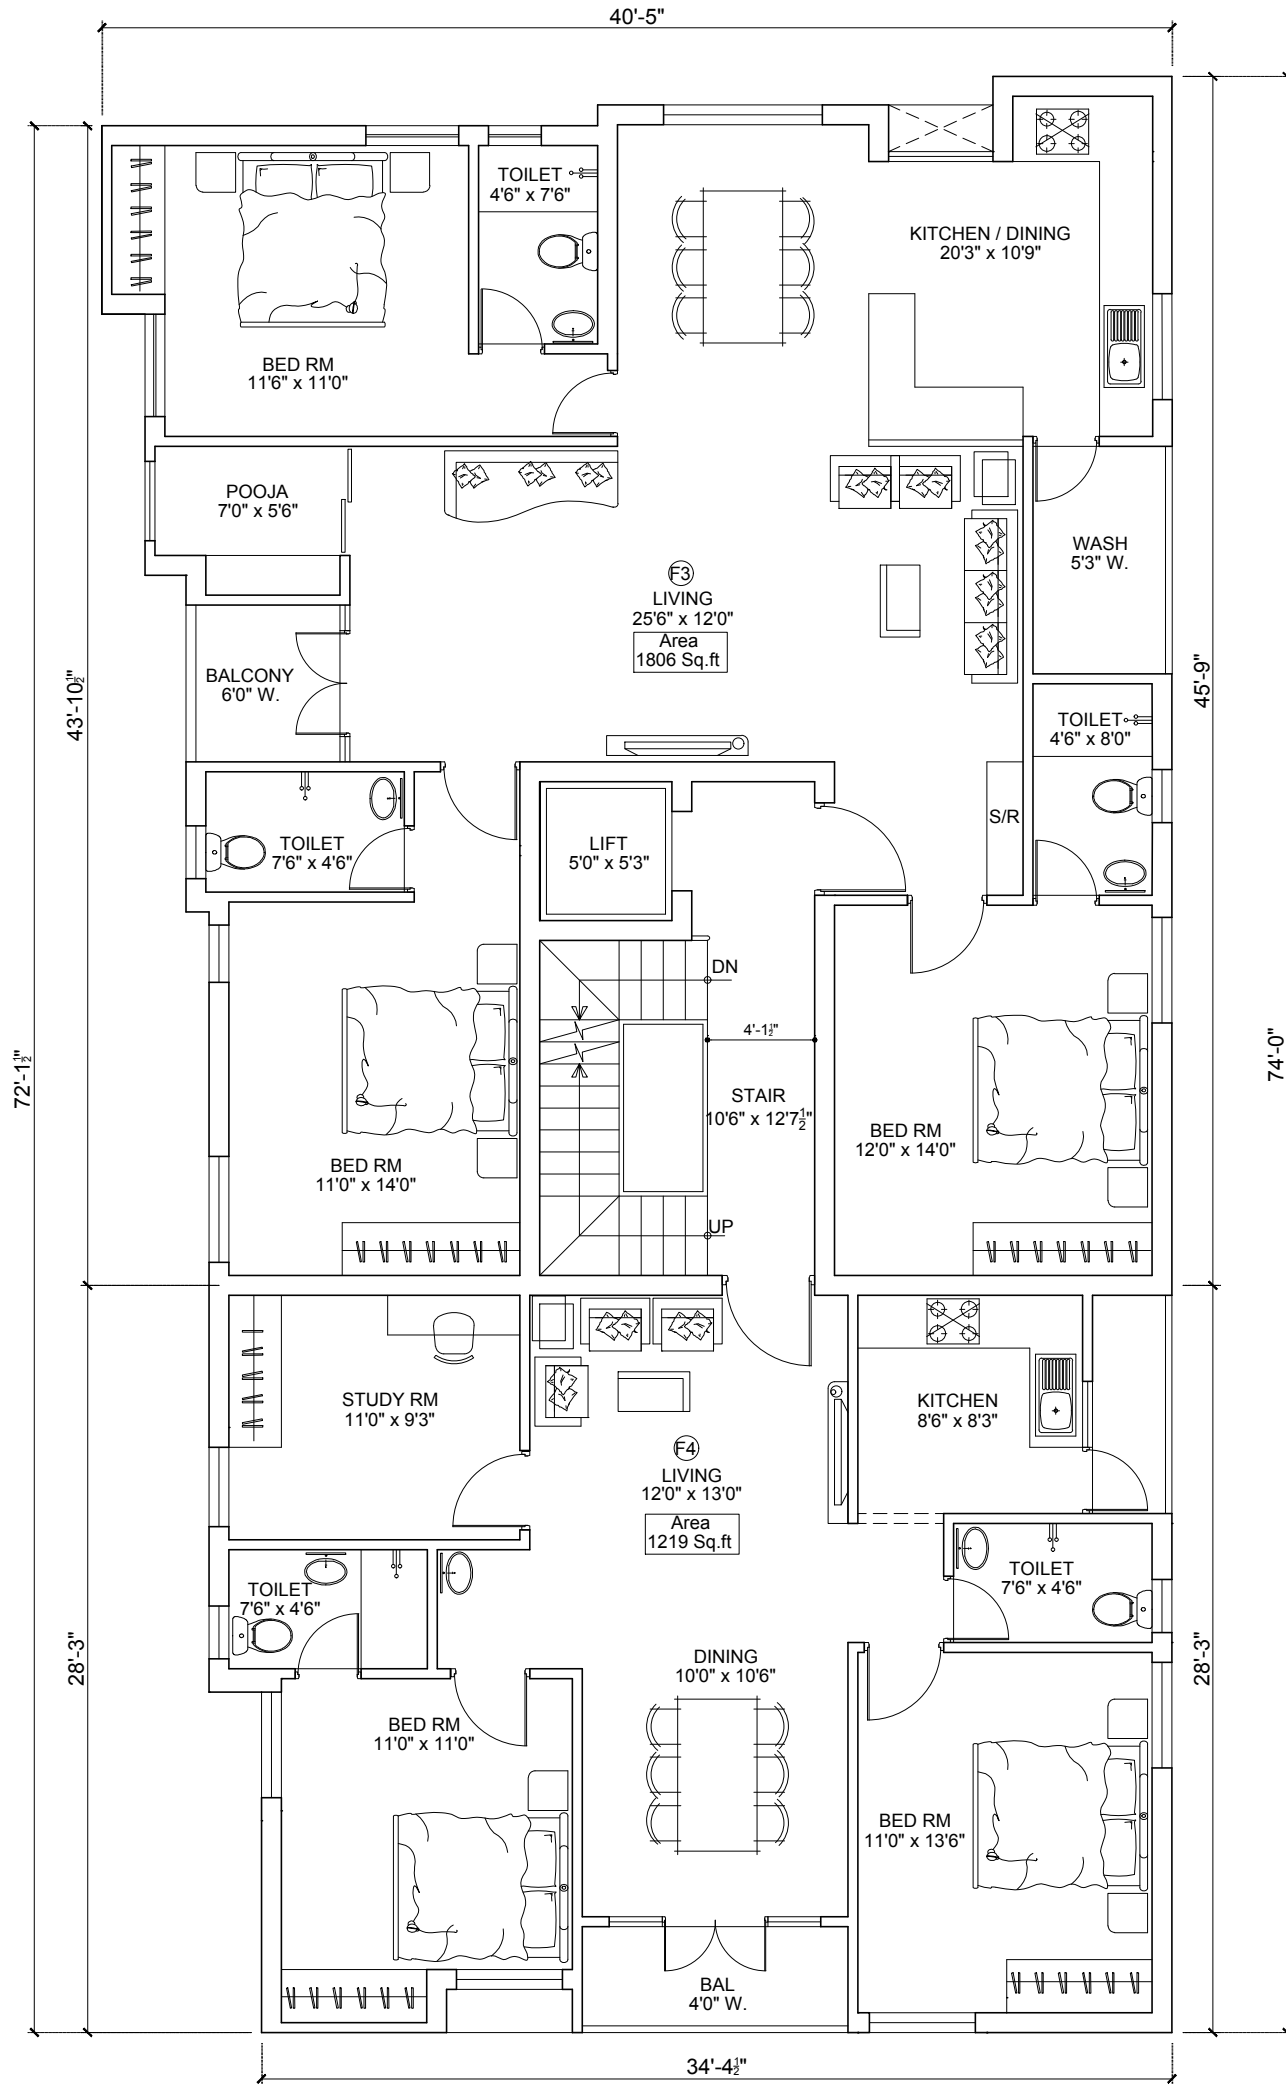 40'-5"
TOILET
4'6" x 7'6"
KITCHEN / DINING
20'3" x 10'9"
BED RM
11'6" x 11'0"
POOJA
7'0" x 5'6"
WASH
5'3" W.
F3
LIVING
25'6" x 12'0"
Area
1806 Sq.ft
BALCONY
6'0" W.
43'-10½"
45'-9"
TOILET
4'6" x 8'0"
TOILET
7'6" x 4'6"
LIFT
5'0" x 5'3"
S/R
DN
4'-1½"
72'-1½"
74'-0"
STAIR
10'6" x 12'7½"
BED RM
11'0" x 14'0"
BED RM
12'0" x 14'0"
UP
STUDY RM
11'0" x 9'3"
KITCHEN
8'6" x 8'3"
F4
LIVING
12'0" x 13'0"
Area
1219 Sq.ft
TOILET
7'6" x 4'6"
TOILET
7'6" x 4'6"
28'-3"
28'-3"
DINING
10'0" x 10'6"
BED RM
11'0" x 11'0"
BED RM
11'0" x 13'6"
BAL
4'0" W.
34'-4½"